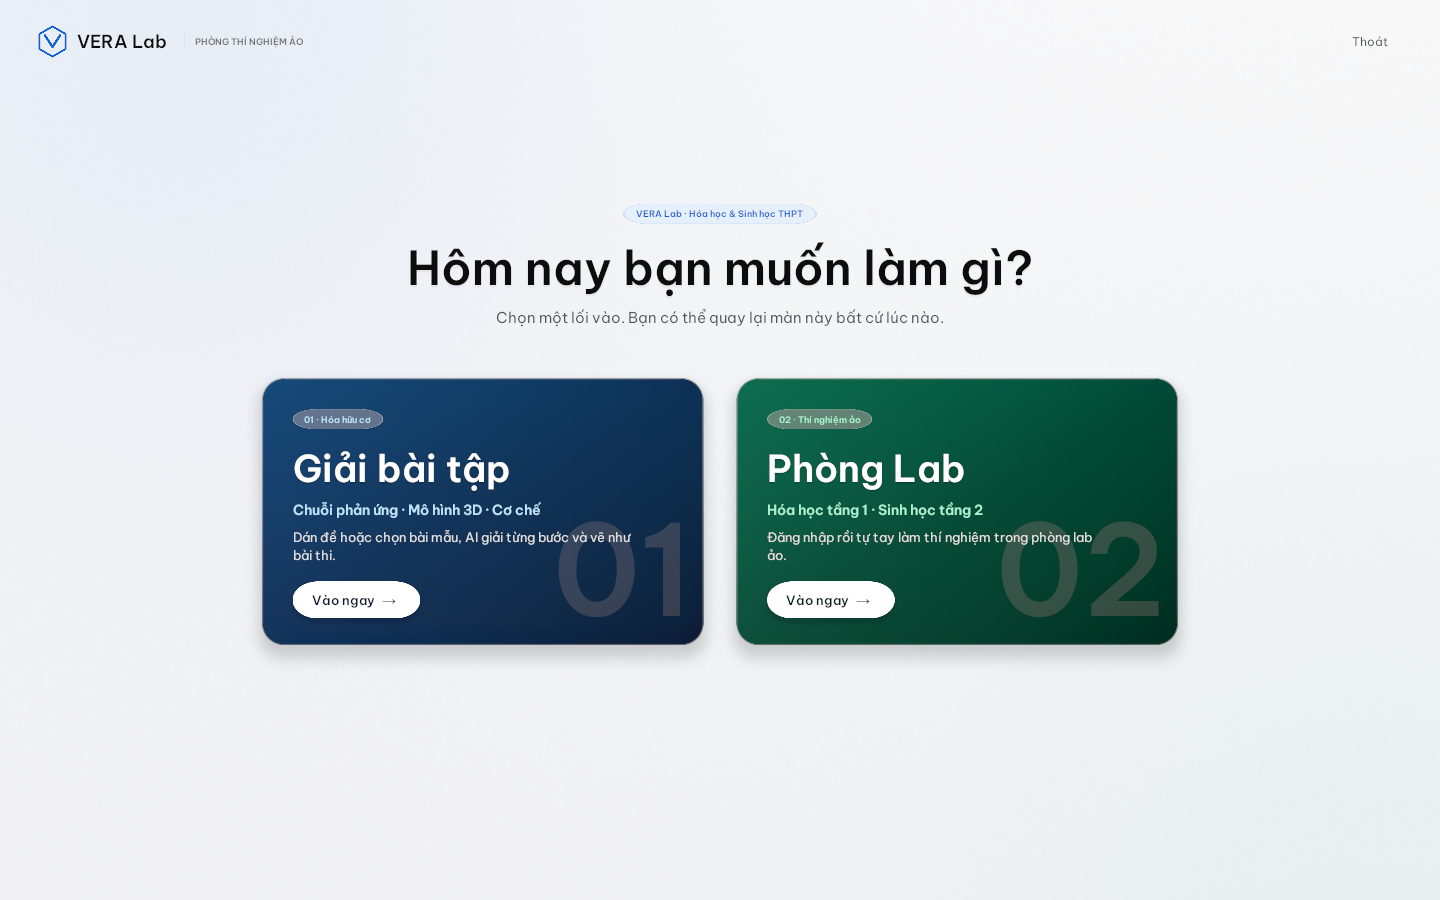 VERA Lab
PHÒNG THÍ NGHIỆM ẢO
Thoát
VERA Lab · Hóa học & Sinh học THPT
Hôm nay bạn muốn làm gì?
Chọn một lối vào. Bạn có thể quay lại màn này bất cứ lúc nào.
01 · Hóa hữu cơ
Giải bài tập
Chuỗi phản ứng · Mô hình 3D · Cơ chế
Dán đề hoặc chọn bài mẫu, AI giải từng bước và vẽ như
bài thi.
Vào ngay →
01
02 · Thí nghiệm ảo
Phòng Lab
Hóa học tầng 1 · Sinh học tầng 2
Đăng nhập rồi tự tay làm thí nghiệm trong phòng lab
ảo.
Vào ngay →
02